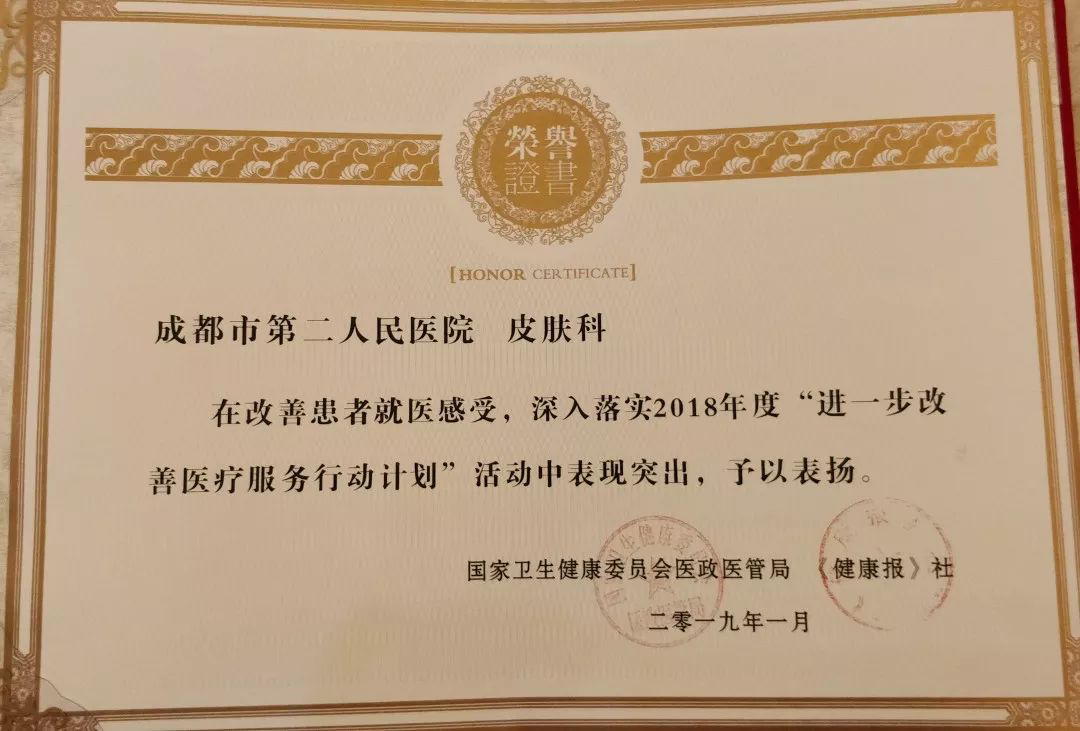 榮譽
證書
[HONOR CERTIFICATE]
成都市第二人民医院 皮肤科
在改善患者就医感受，深入落实2018年度“进一步改
善医疗服务行动计划”活动中表现突出，予以表扬。
国家卫生健康委员会医政医管局 《健康报》社
二零一九年一月